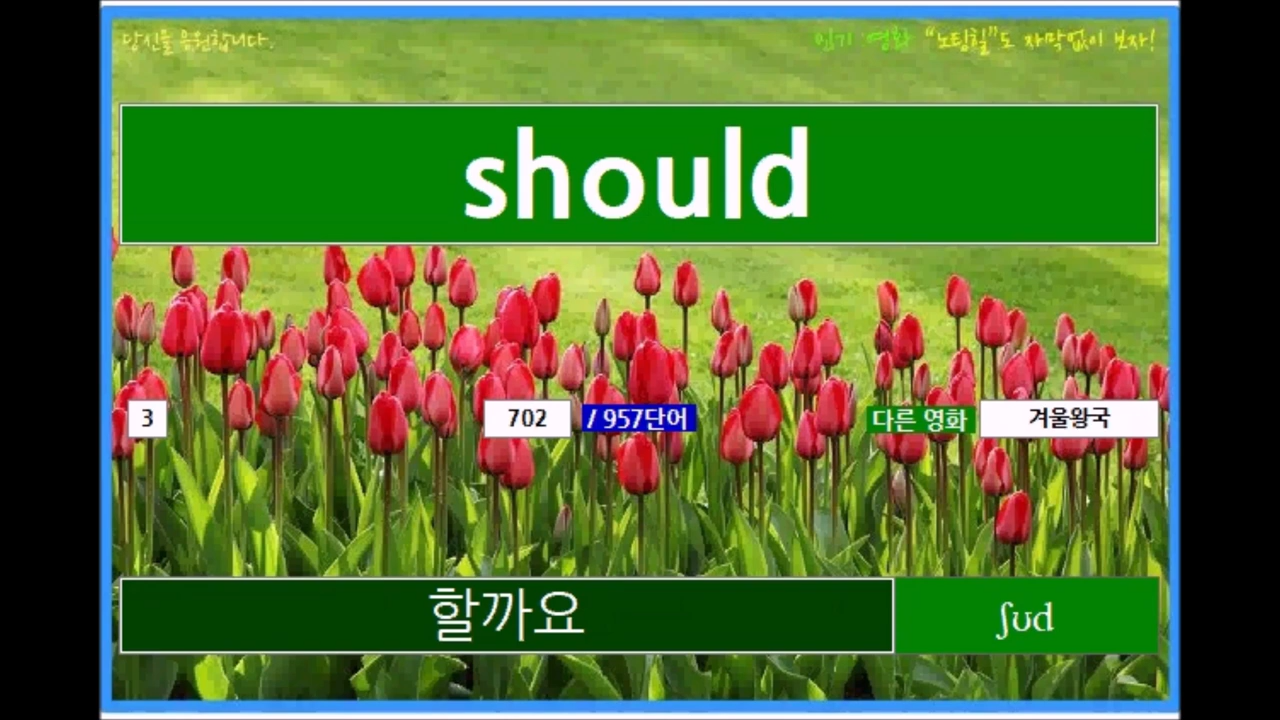 당신을 응원합니다.
인기 영화 "노팅힐"도 자막없이 보자!
should
3
702
/ 957단어
다른 영화
겨울왕국
할까요
ʃʊd